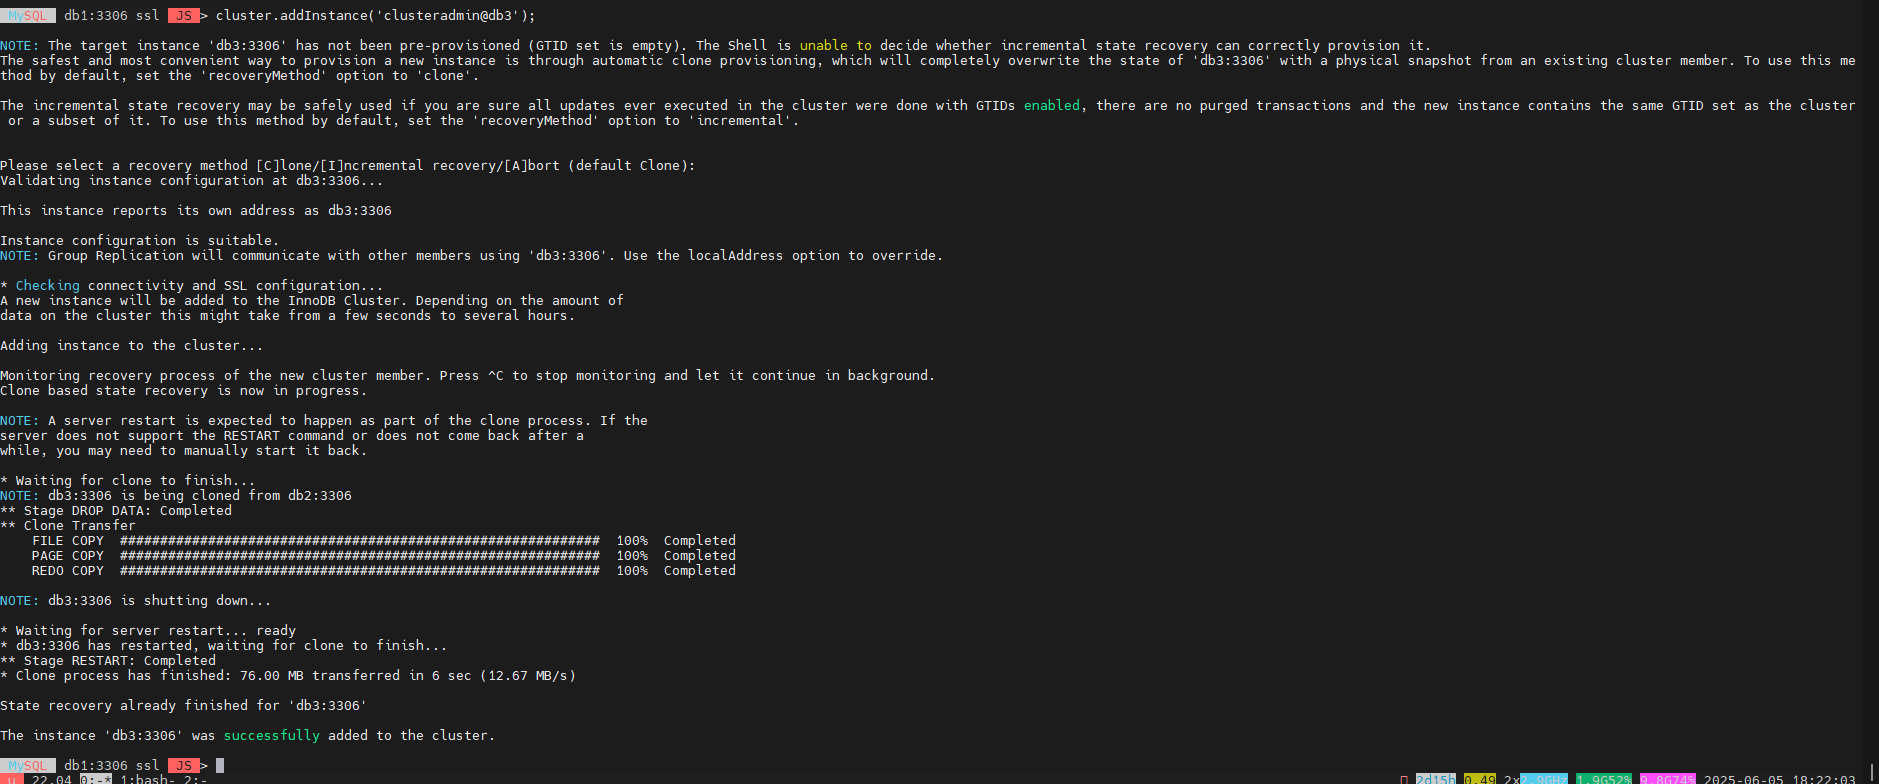 MySQL  db1:3306 ssl  JS > cluster.addInstance('clusteradmin@db3');
NOTE: The target instance 'db3:3306' has not been pre-provisioned (GTID set is empty). The Shell is unable to decide whether incremental state recovery can correctly provision it.
The safest and most convenient way to provision a new instance is through automatic clone provisioning, which will completely overwrite the state of 'db3:3306' with a physical snapshot from an existing cluster member. To use this me
thod by default, set the 'recoveryMethod' option to 'clone'.
The incremental state recovery may be safely used if you are sure all updates ever executed in the cluster were done with GTIDs enabled, there are no purged transactions and the new instance contains the same GTID set as the cluster
or a subset of it. To use this method by default, set the 'recoveryMethod' option to 'incremental'.
Please select a recovery method [C]lone/[I]ncremental recovery/[A]bort (default Clone):
Validating instance configuration at db3:3306...
This instance reports its own address as db3:3306
Instance configuration is suitable.
NOTE: Group Replication will communicate with other members using 'db3:3306'. Use the localAddress option to override.
* Checking connectivity and SSL configuration...
A new instance will be added to the InnoDB Cluster. Depending on the amount of
data on the cluster this might take from a few seconds to several hours.
Adding instance to the cluster...
Monitoring recovery process of the new cluster member. Press ^C to stop monitoring and let it continue in background.
Clone based state recovery is now in progress.
NOTE: A server restart is expected to happen as part of the clone process. If the
server does not support the RESTART command or does not come back after a
while, you may need to manually start it back.
* Waiting for clone to finish...
NOTE: db3:3306 is being cloned from db2:3306
** Stage DROP DATA: Completed
** Clone Transfer
FILE COPY  ############################################################  100%  Completed
PAGE COPY  ############################################################  100%  Completed
REDO COPY  ############################################################  100%  Completed
NOTE: db3:3306 is shutting down...
* Waiting for server restart... ready
* db3:3306 has restarted, waiting for clone to finish...
** Stage RESTART: Completed
* Clone process has finished: 76.00 MB transferred in 6 sec (12.67 MB/s)
State recovery already finished for 'db3:3306'
The instance 'db3:3306' was successfully added to the cluster.
MySQL  db1:3306 ssl  JS >
u  22.04 0:-* 1:bash- 2:- 2d15h 0.49 2x2.9GHz 1.9G52% 9.8G74% 2025-06-05 18:22:03